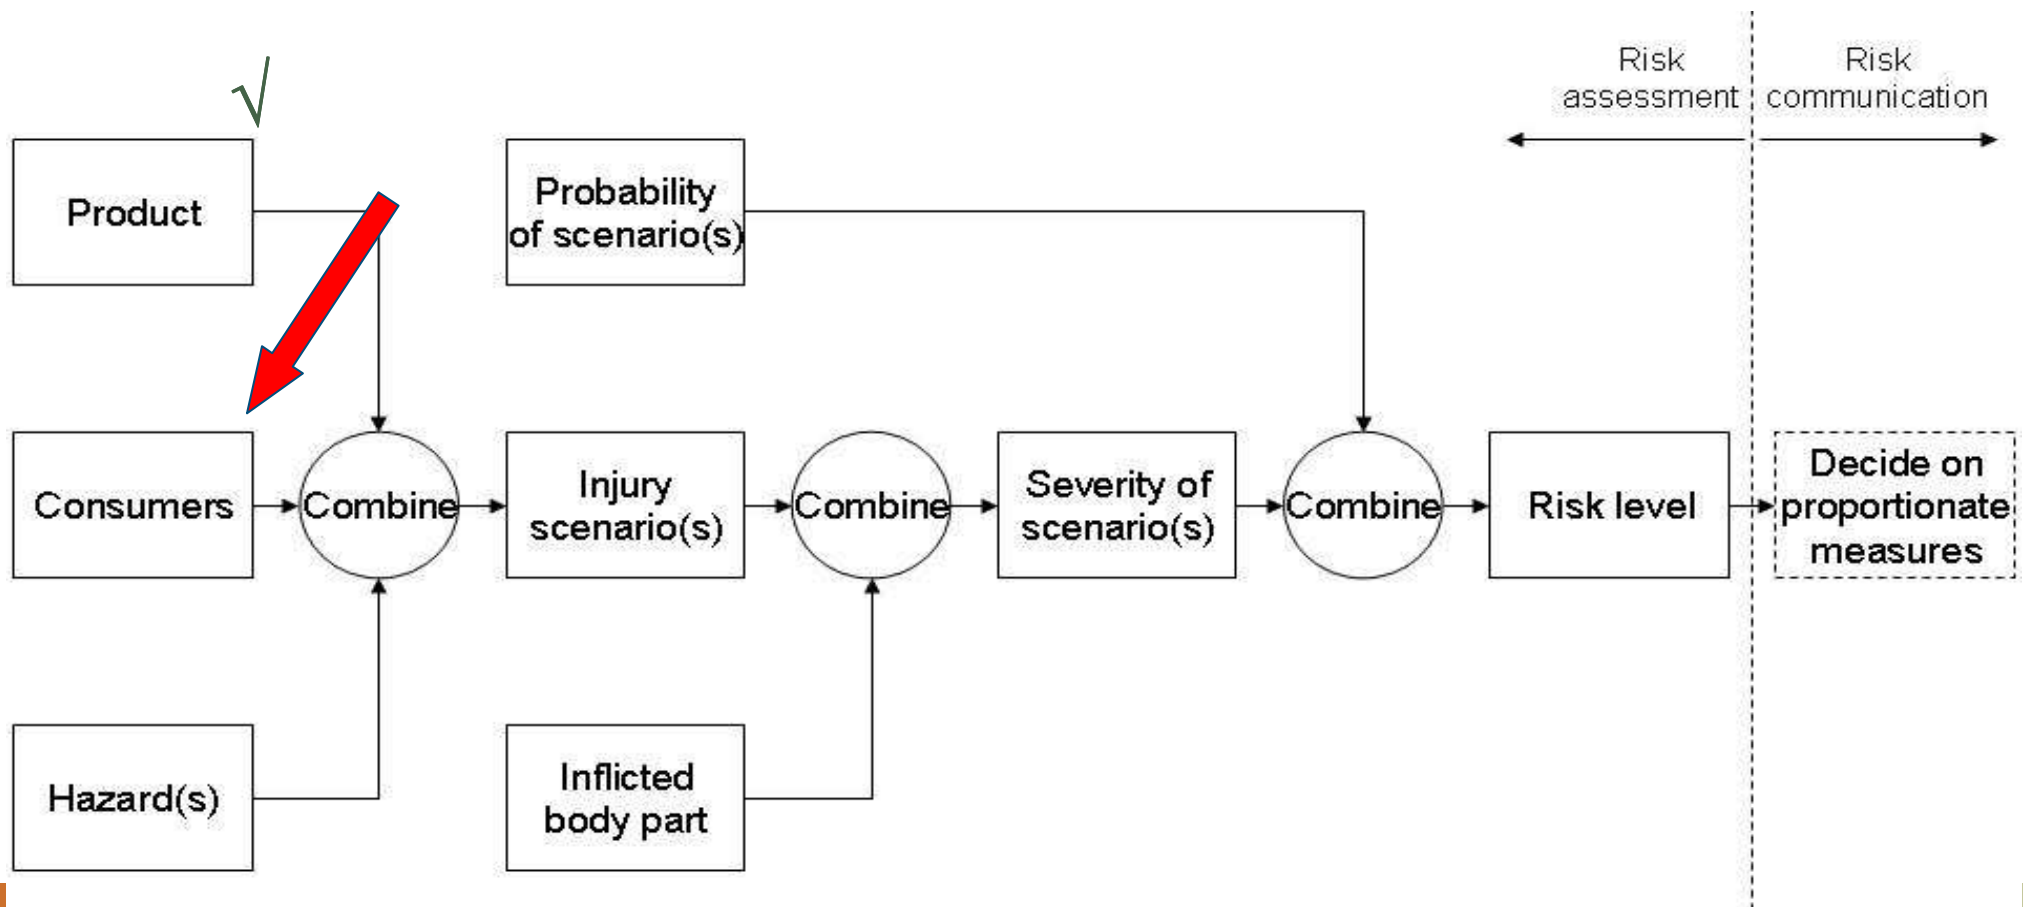 Risk
assessment
Risk
communication
√
Product
Probability
of scenario(s)
Consumers
Combine
Injury
scenario(s)
Combine
Severity of
scenario(s)
Combine
Risk level
Decide on
proportionate
measures
Hazard(s)
Inflicted
body part